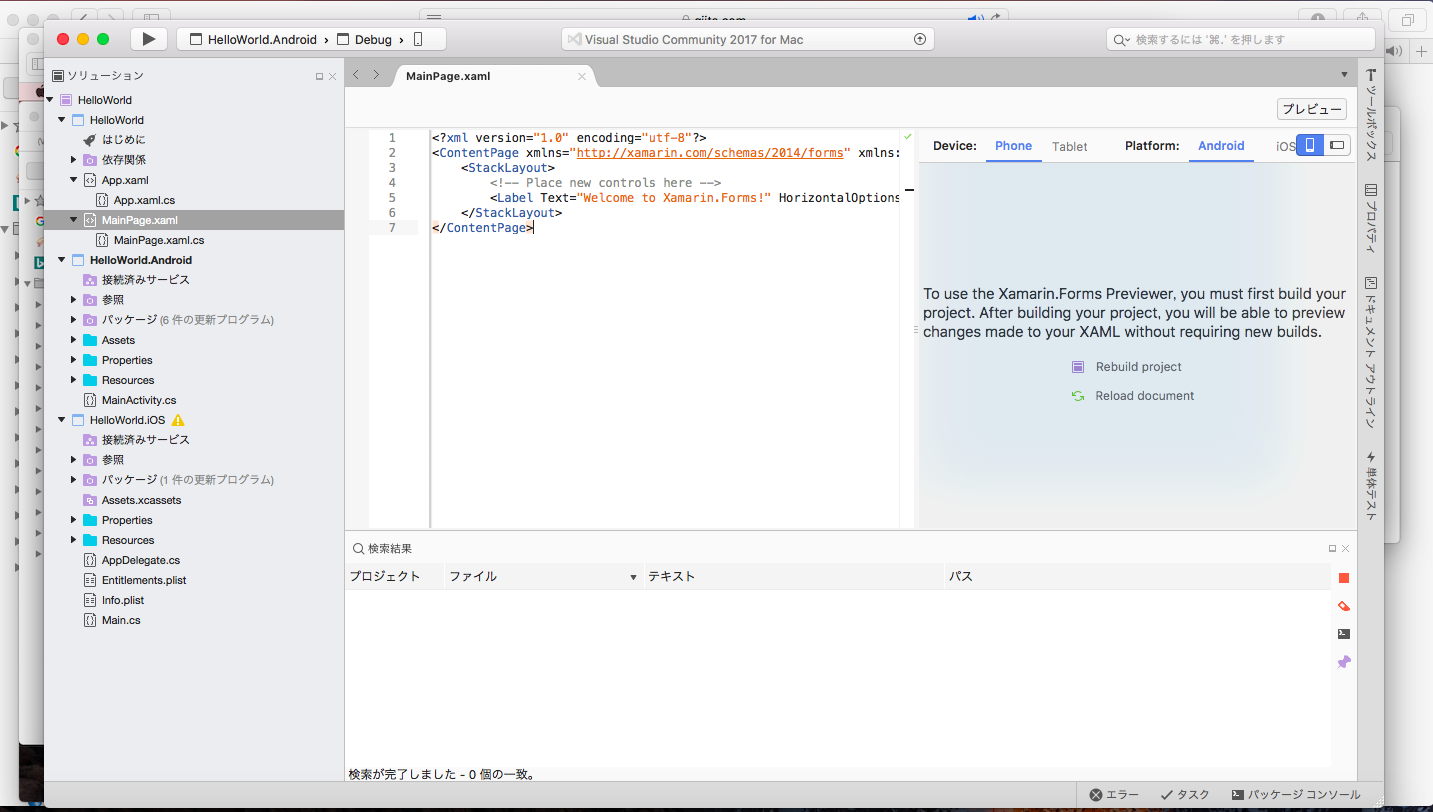 HelloWorld.Android › Debug ›
Visual Studio Community 2017 for Mac
検索するには '⌘.' を押します
ソリューション
HelloWorld
HelloWorld
はじめに
依存関係
App.xaml
App.xaml.cs
MainPage.xaml
MainPage.xaml.cs
HelloWorld.Android
接続済みサービス
参照
パッケージ (6 件の更新プログラム)
Assets
Properties
Resources
MainActivity.cs
HelloWorld.iOS
接続済みサービス
参照
パッケージ (1 件の更新プログラム)
Assets.xcassets
Properties
Resources
AppDelegate.cs
Entitlements.plist
Info.plist
Main.cs
MainPage.xaml
プレビュー
1 <?xml version="1.0" encoding="utf-8"?>
2 <ContentPage xmlns="http://xamarin.com/schemas/2014/forms" xmlns:
3 <StackLayout>
4 <!-- Place new controls here -->
5 <Label Text="Welcome to Xamarin.Forms!" HorizontalOptions
6 </StackLayout>
7 </ContentPage>
Device: Phone Tablet Platform: Android iOS
To use the Xamarin.Forms Previewer, you must first build your
project. After building your project, you will be able to preview
changes made to your XAML without requiring new builds.
Rebuild project
Reload document
ツールボックス
プロパティ
ドキュメント アウトライン
単体テスト
検索結果
プロジェクト ファイル テキスト パス
検索が完了しました - 0 個の一致。
エラー タスク パッケージ コンソール